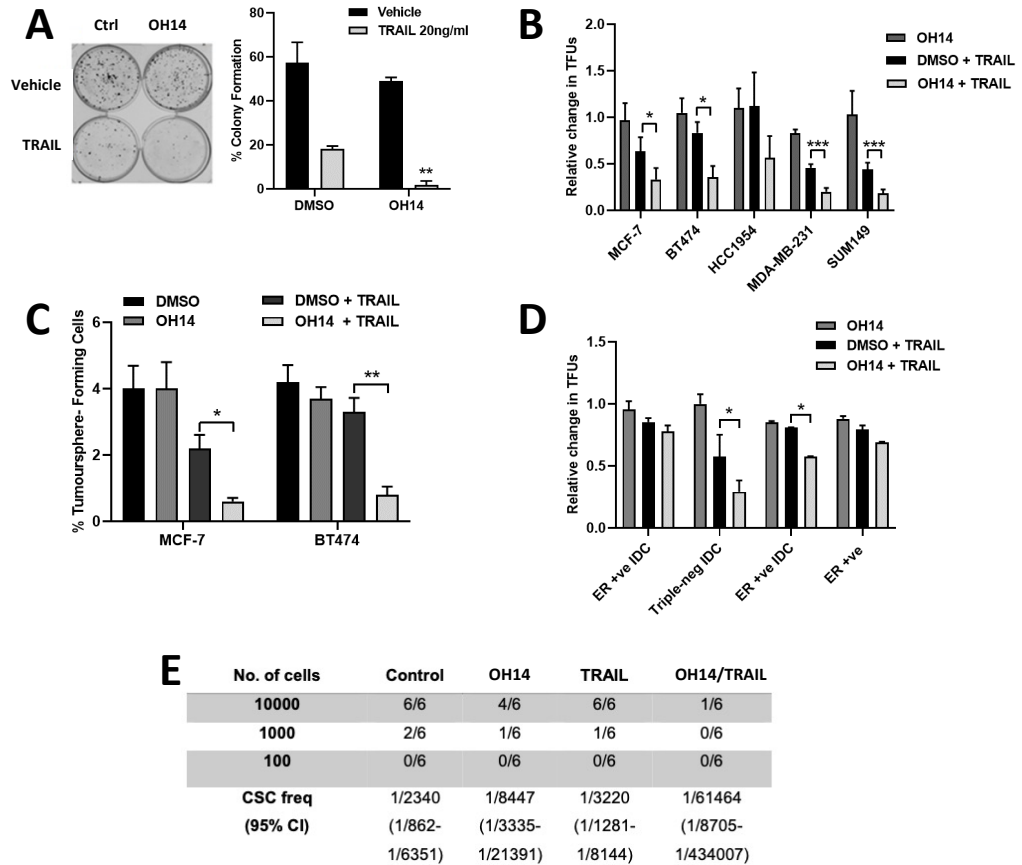 A
Ctrl OH14
Vehicle
TRAIL
80
60
40
20
0
% Colony Formation
Vehicle
TRAIL 20ng/ml
**
DMSO OH14
B
1.5
2.0
1.0
0.5
0.0
Relative change in TFUs
OH14
DMSO + TRAIL
OH14 + TRAIL
* * *** ***
MCF-7
BT474
HCC1954
MDA-MB-231
SUM149
C
DMSO DMSO + TRAIL
OH14 OH14 + TRAIL
6
4
2
0
% Tumoursphere- Forming Cells
* **
MCF-7 BT474
D
1.5
1.0
0.5
0.0
Relative change in TFUs
OH14
DMSO + TRAIL
OH14 + TRAIL
* *
ER +ve IDC
Triple-neg IDC
ER +ve IDC
ER +ve
E
No. of cells Control OH14 TRAIL OH14/TRAIL
10000 6/6 4/6 6/6 1/6
1000 2/6 1/6 1/6 0/6
100 0/6 0/6 0/6 0/6
CSC freq 1/2340 1/8447 1/3220 1/61464
(95% CI) (1/862- (1/3335- (1/1281- (1/8705-
1/6351) 1/21391) 1/8144) 1/434007)